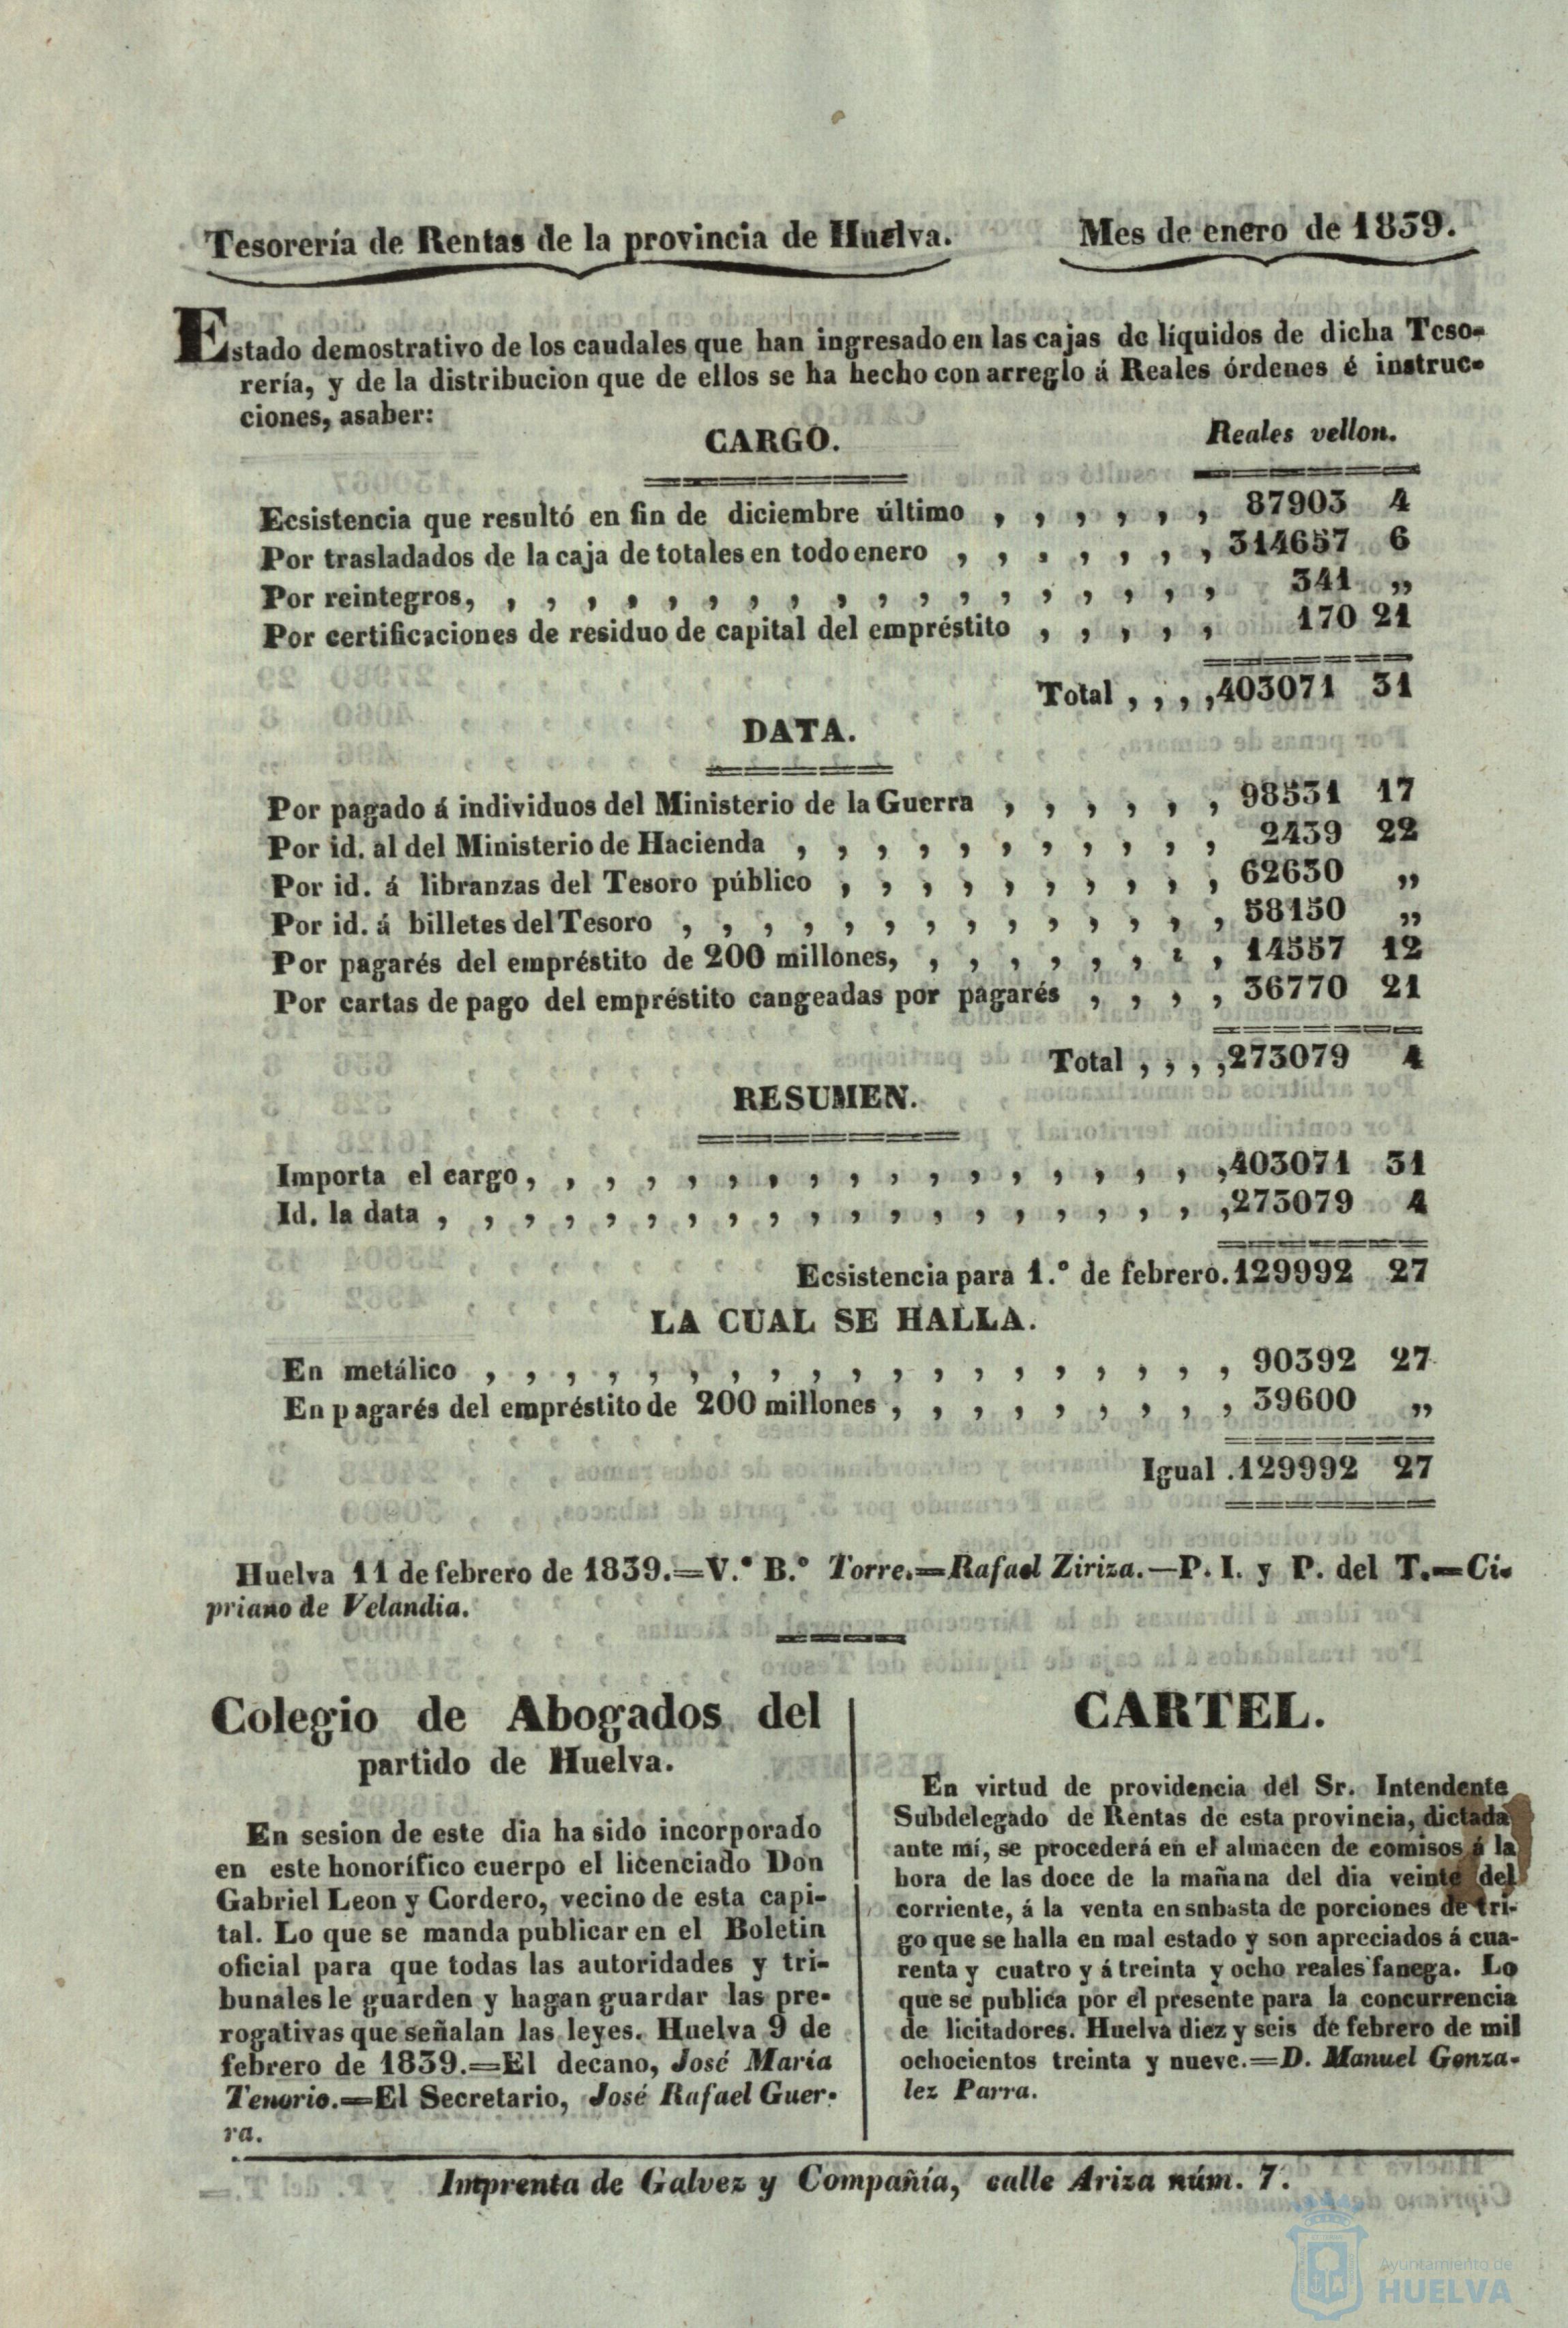 Tesorería de Rentas de la provincia de Huelva. Mes de enero de 1839.
Estado demostrativo de los caudales que han ingresado en las cajas de líquidos de dicha Teso-
rería, y de la distribucion que de ellos se ha hecho con arreglo á Reales órdenes é instruc-
ciones, asaber:
CARGO. Reales vellon.
Ecsistencia que resultó en fin de diciembre último , , , , , , 87903 4
Por trasladados de la caja de totales en todo enero , , , , , , , 314657 6
Por reintegros, , , , , , , , , , , , , , , , , , , 341 ,,
Por certificaciones de residuo de capital del empréstito , , , , , 170 21
Total , , , ,403071 31
DATA.
Por pagado á individuos del Ministerio de la Guerra , , , , , , 98531 17
Por id. al del Ministerio de Hacienda , , , , , , , , , , , 2439 22
Por id. á libranzas del Tesoro público , , , , , , , , , , 62630 ,,
Por id. á billetes del Tesoro , , , , , , , , , , , , , , 58150 ,,
Por pagarés del empréstito de 200 millones, , , , , , , , , 14557 12
Por cartas de pago del empréstito cangeadas por pagarés , , , , 36770 21
Total , , , ,273079 4
RESUMEN.
Importa el cargo, , , , , , , , , , , , , , , , , , ,403071 31
Id. la data , , , , , , , , , , , , , , , , , , , ,273079 4
Ecsistencia para 1.º de febrero.129992 27
LA CUAL SE HALLA.
En metálico , , , , , , , , , , , , , , , , , , , 90392 27
En pagarés del empréstito de 200 millones , , , , , , , , , 39600 ,,
Igual .129992 27
Huelva 11 de febrero de 1839.=V.º B.º Torre.=Rafael Ziriza.—P. I. y P. del T.=Ci-
priano de Velandia.
Colegio de Abogados del
partido de Huelva.
En sesion de este dia ha sido incorporado
en este honorífico cuerpo el licenciado Don
Gabriel Leon y Cordero, vecino de esta capi-
tal. Lo que se manda publicar en el Boletin
oficial para que todas las autoridades y tri-
bunales le guarden y hagan guardar las pre-
rogativas que señalan las leyes. Huelva 9 de
febrero de 1839.=El decano, José María
Tenorio.=El Secretario, José Rafael Guer-
ra.
CARTEL.
En virtud de providencia del Sr. Intendente
Subdelegado de Rentas de esta provincia, dictada
ante mí, se procederá en el almacen de comisos á la
hora de las doce de la mañana del dia veinte del
corriente, á la venta en snbasta de porciones de tri-
go que se halla en mal estado y son apreciados á cua-
renta y cuatro y á treinta y ocho reales fanega. Lo
que se publica por el presente para la concurrencia
de licitadores. Huelva diez y seis de febrero de mil
ochocientos treinta y nueve.=D. Manuel Gonza-
lez Parra.
Imprenta de Galvez y Compañía, calle Ariza núm. 7.
Ayuntamiento de
HUELVA